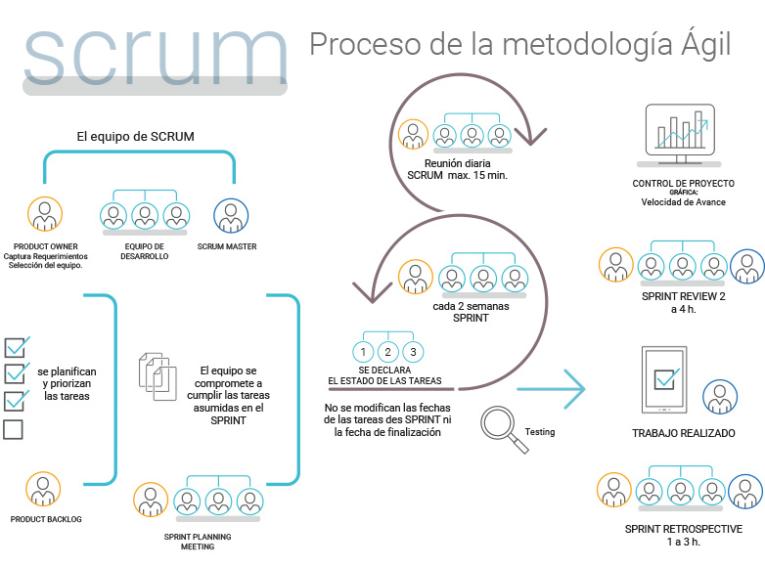 scrum
Proceso de la metodología Ágil
El equipo de SCRUM
PRODUCT OWNER
Captura Requerimientos
Selección del equipo.
EQUIPO DE
DESARROLLO
SCRUM MASTER
se planifican
y priorizan
las tareas
PRODUCT BACKLOG
El equipo se
compromete a
cumplir las tareas
asumidas en el
SPRINT
SPRINT PLANNING
MEETING
Reunión diaria
SCRUM max. 15 min.
cada 2 semanas
SPRINT
1 2 3
SE DECLARA
EL ESTADO DE LAS TAREAS
No se modifican las fechas
de las tareas des SPRINT ni
la fecha de finalización
Testing
CONTROL DE PROYECTO
GRÁFICA:
Velocidad de Avance
SPRINT REVIEW 2
a 4 h.
TRABAJO REALIZADO
SPRINT RETROSPECTIVE
1 a 3 h.